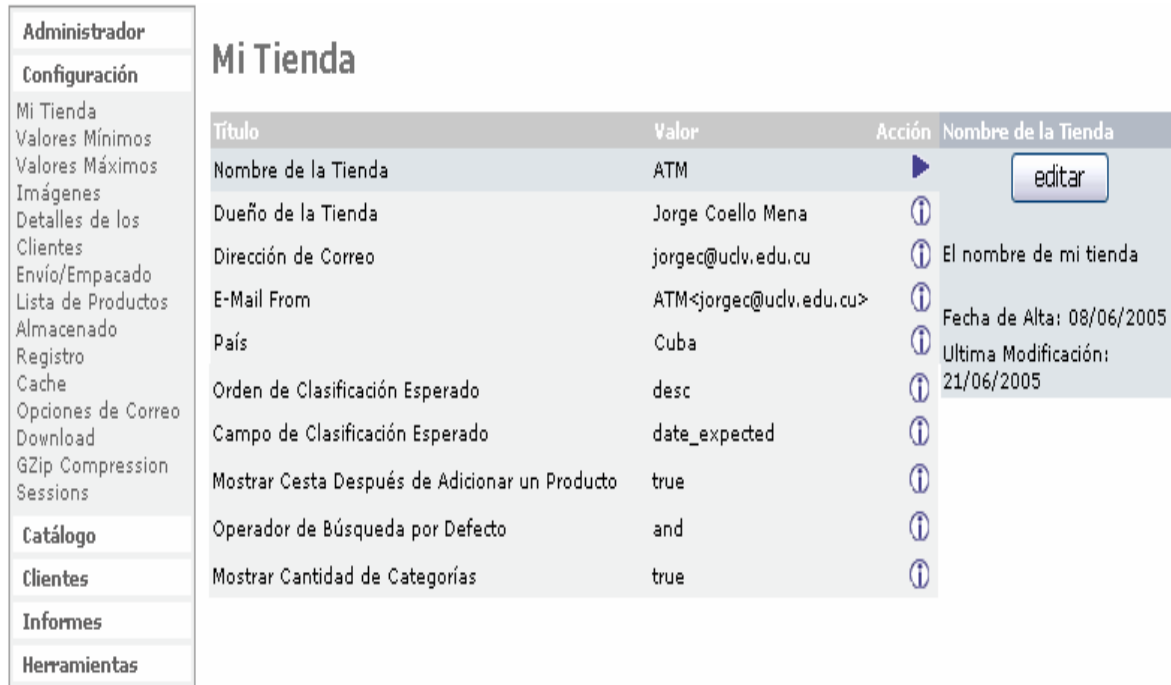 Administrador
Configuración
Mi Tienda
Valores Mínimos
Valores Máximos
Imágenes
Detalles de los
Clientes
Envío/Empacado
Lista de Productos
Almacenado
Registro
Cache
Opciones de Correo
Download
GZip Compression
Sessions
Catálogo
Clientes
Informes
Herramientas
Mi Tienda
Título Valor Acción
Nombre de la Tienda ATM
Dueño de la Tienda Jorge Coello Mena
Dirección de Correo jorgec@uclv.edu.cu
E-Mail From ATM<jorgec@uclv.edu.cu>
País Cuba
Orden de Clasificación Esperado desc
Campo de Clasificación Esperado date_expected
Mostrar Cesta Después de Adicionar un Producto true
Operador de Búsqueda por Defecto and
Mostrar Cantidad de Categorías true
Nombre de la Tienda
editar
El nombre de mi tienda
Fecha de Alta: 08/06/2005
Ultima Modificación:
21/06/2005